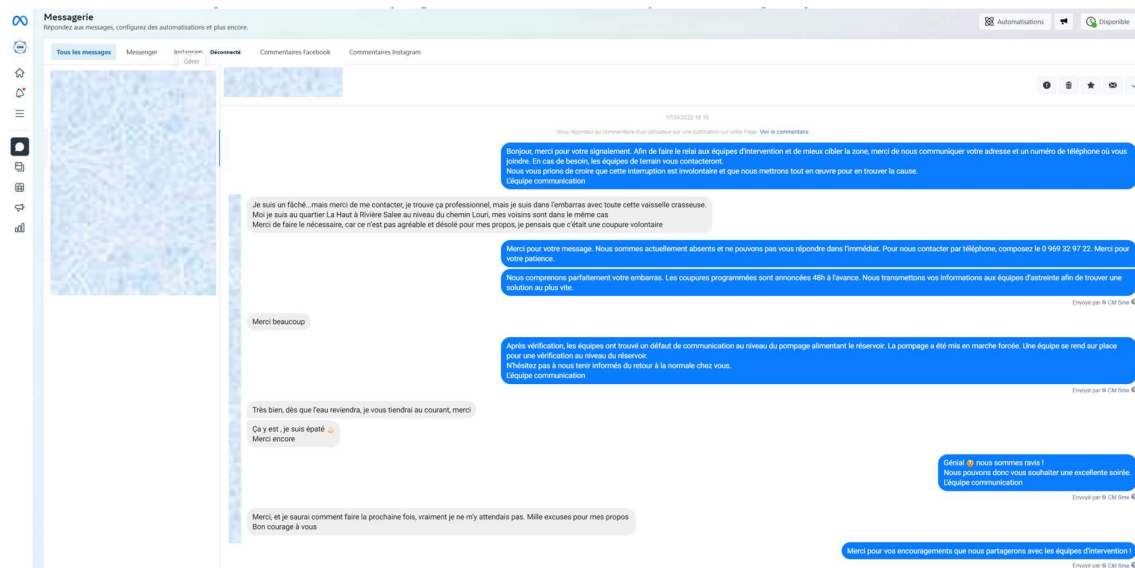 Messagerie
Répondez aux messages, configurez des automatisations et plus encore.
Automatisations
Disponible
Tous les messages
Messenger
Instagram
Déconnecté
Commentaires Facebook
Commentaires Instagram
Gérer
17/04/2022 18:16
Vous répondez au commentaire d'un utilisateur sur une publication sur votre Page. Voir le commentaire
Bonjour, merci pour votre signalement. Afin de faire le relai aux équipes d'intervention et de mieux cibler la zone, merci de nous communiquer votre adresse et un numéro de téléphone où vous
joindre. En cas de besoin, les équipes de terrain vous contacteront.
Nous vous prions de croire que cette interruption est involontaire et que nous mettrons tout en œuvre pour en trouver la cause.
L'équipe communication
Je suis un fâché...mais merci de me contacter, je trouve ça professionnel, mais je suis dans l'embarras avec toute cette vaisselle crasseuse.
Moi je suis au quartier La Haut à Rivière Salee au niveau du chemin Louri, mes voisins sont dans le même cas
Merci de faire le nécessaire, car ce n'est pas agréable et désolé pour mes propos, je pensais que c'était une coupure volontaire
Merci pour votre message. Nous sommes actuellement absents et ne pouvons pas vous répondre dans l'immédiat. Pour nous contacter par téléphone, composez le 0 969 32 97 22. Merci pour
votre patience.
Nous comprenons parfaitement votre embarras. Les coupures programmées sont annoncées 48h à l'avance. Nous transmettons vos informations aux équipes d'astreinte afin de trouver une
solution au plus vite.
Envoyé par CM Sme
Merci beaucoup
Après vérification, les équipes ont trouvé un défaut de communication au niveau du pompage alimentant le réservoir. La pompage a été mis en marche forcée. Une équipe se rend sur place
pour une vérification au niveau du réservoir.
N'hésitez pas à nous tenir informés du retour à la normale chez vous.
L'équipe communication
Envoyé par CM Sme
Très bien, dès que l'eau reviendra, je vous tiendrai au courant, merci
Ça y est , je suis épaté 👍🏻
Merci encore
Génial 🤩 nous sommes ravis !
Nous pouvons donc vous souhaiter une excellente soirée.
L'équipe communication
Envoyé par CM Sme
Merci, et je saurai comment faire la prochaine fois, vraiment je ne m'y attendais pas. Mille excuses pour mes propos
Bon courage à vous
Merci pour vos encouragements que nous partagerons avec les équipes d'intervention !
Envoyé par CM Sme